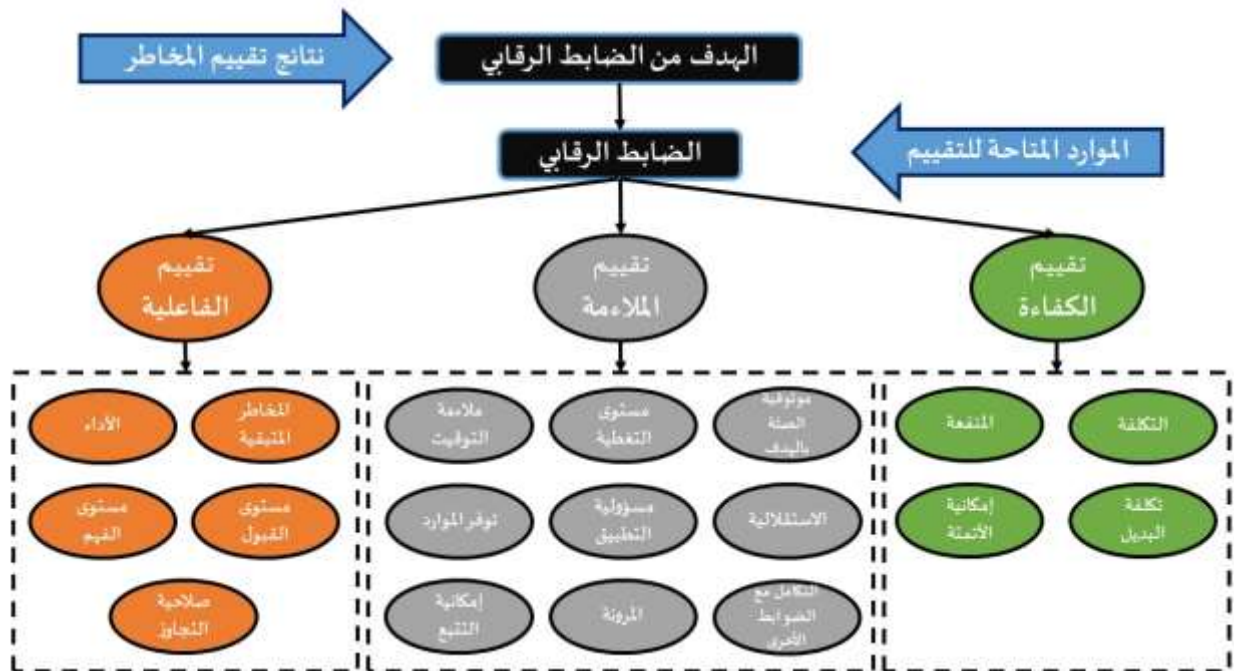 الهدف من الضابط الرقابي
نتائج تقييم المخاطر
الضابط الرقابي
الموارد المتاحة للتقييم
تقييم
الكفاءة
تقييم
الملاءمة
تقييم
الفاعلية
التكلفة
المنفعة
تكلفة
البديل
إمكانية
الأتمتة
موثوقية
الصلة
بالهدف
مستوى
التغطية
ملاءمة
التوقيت
الاستقلالية
مسؤولية
التطبيق
توفر الموارد
التكامل مع
الضوابط
الأخرى
المرونة
إمكانية
التتبع
المخاطر
المتبقية
الأداء
مستوى
القبول
مستوى
الفهم
صلاحية
التجاوز